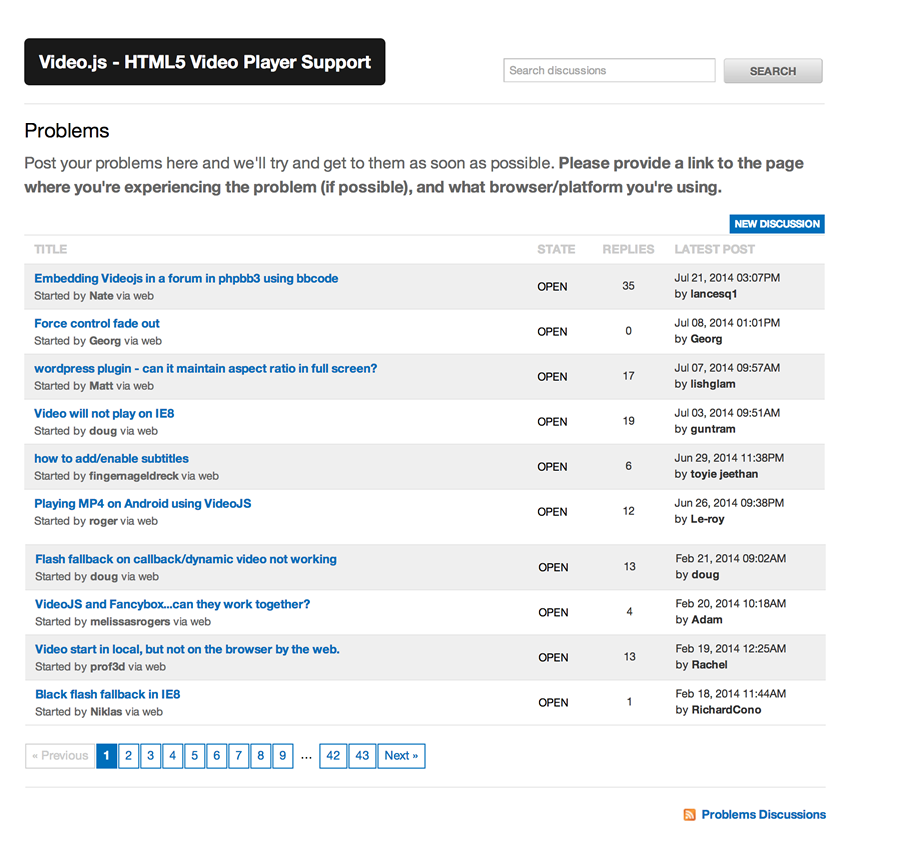 Video.js - HTML5 Video Player Support
Search discussions
SEARCH
Problems
Post your problems here and we'll try and get to them as soon as possible. Please provide a link to the page
where you're experiencing the problem (if possible), and what browser/platform you're using.
NEW DISCUSSION
TITLE STATE REPLIES LATEST POST
Embedding Videojs in a forum in phpbb3 using bbcode
Started by Nate via web
OPEN
35
Jul 21, 2014 03:07PM
by lancesq1
Force control fade out
Started by Georg via web
OPEN
0
Jul 08, 2014 01:01PM
by Georg
wordpress plugin - can it maintain aspect ratio in full screen?
Started by Matt via web
OPEN
17
Jul 07, 2014 09:57AM
by lishglam
Video will not play on IE8
Started by doug via web
OPEN
19
Jul 03, 2014 09:51AM
by guntram
how to add/enable subtitles
Started by fingernageldreck via web
OPEN
6
Jun 29, 2014 11:38PM
by toyie jeethan
Playing MP4 on Android using VideoJS
Started by roger via web
OPEN
12
Jun 26, 2014 09:38PM
by Le-roy
Flash fallback on callback/dynamic video not working
Started by doug via web
OPEN
13
Feb 21, 2014 09:02AM
by doug
VideoJS and Fancybox...can they work together?
Started by melissasrogers via web
OPEN
4
Feb 20, 2014 10:18AM
by Adam
Video start in local, but not on the browser by the web.
Started by prof3d via web
OPEN
13
Feb 19, 2014 12:25AM
by Rachel
Black flash fallback in IE8
Started by Niklas via web
OPEN
1
Feb 18, 2014 11:44AM
by RichardCono
« Previous 1 2 3 4 5 6 7 8 9 ... 42 43 Next »
Problems Discussions